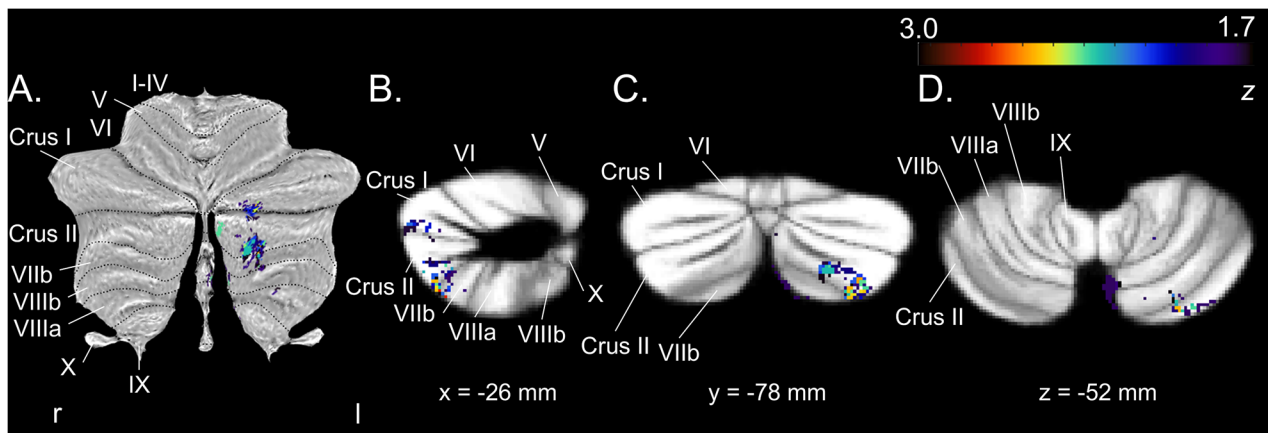 3.0 1.7
z
A.
I-IV
V
VI
Crus I
Crus II
VIIb
VIIIb
VIIIa
X
IX
r l
B.
VI
V
Crus I
Crus II
VIIb
VIIIa
VIIIb
X
x = -26 mm
C.
VI
Crus I
Crus II
VIIb
y = -78 mm
D.
VIIIb
VIIIa
IX
VIIb
Crus II
z = -52 mm